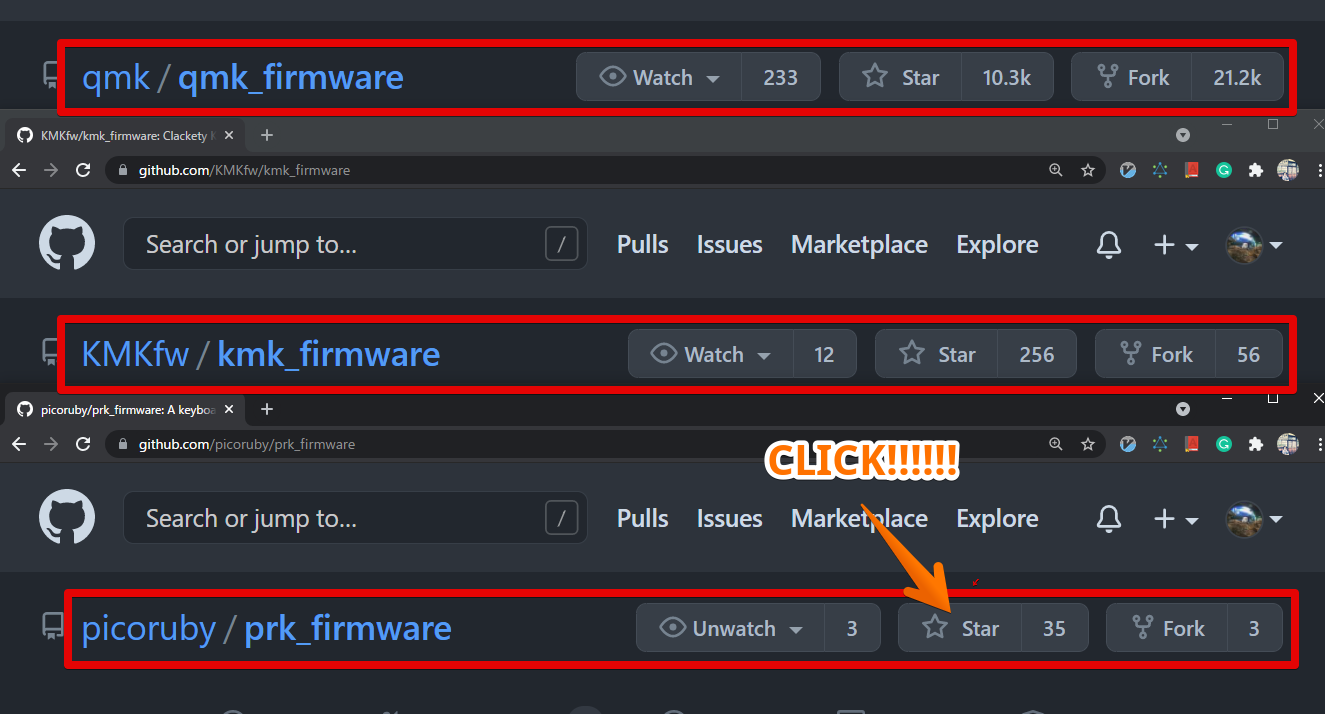 qmk / qmk_firmware Watch 233 Star 10.3k Fork 21.2k
KMKfw/kmk_firmware: Clackety
github.com/KMKfw/kmk_firmware
Search or jump to... / Pulls Issues Marketplace Explore
KMKfw / kmk_firmware Watch 12 Star 256 Fork 56
picoruby/prk_firmware: A keyboa
github.com/picoruby/prk_firmware
CLICK!!!!!!
Search or jump to... / Pulls Issues Marketplace Explore
picoruby / prk_firmware Unwatch 3 Star 35 Fork 3